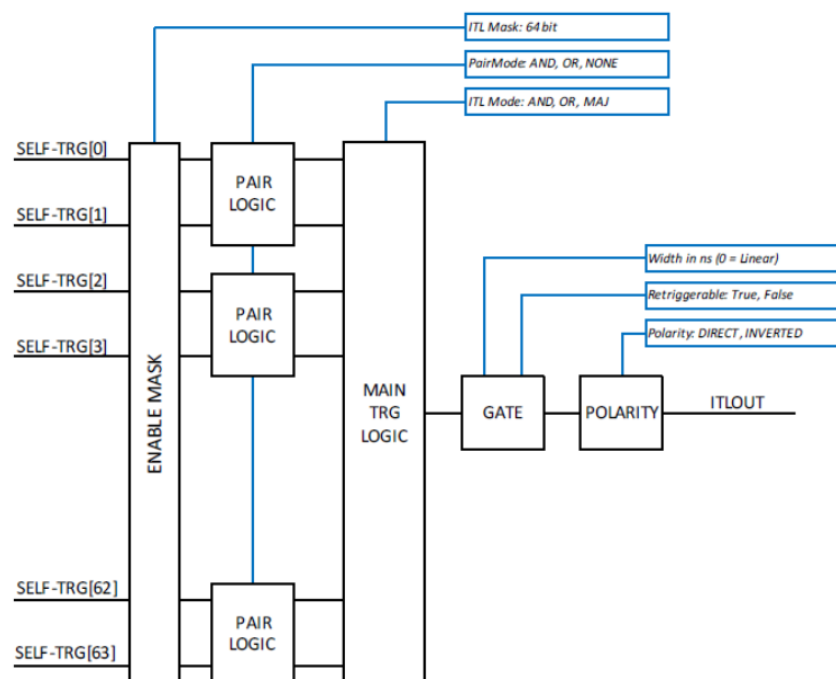 ITL Mask: 64 bit
PairMode: AND, OR, NONE
ITL Mode: AND, OR, MAJ
SELF-TRG[0]
SELF-TRG[1]
SELF-TRG[2]
SELF-TRG[3]
SELF-TRG[62]
SELF-TRG[63]
ENABLE MASK
PAIR
LOGIC
PAIR
LOGIC
PAIR
LOGIC
MAIN
TRG
LOGIC
Width in ns (0 = Linear)
Retriggerable: True, False
Polarity: DIRECT, INVERTED
GATE
POLARITY
ITLOUT